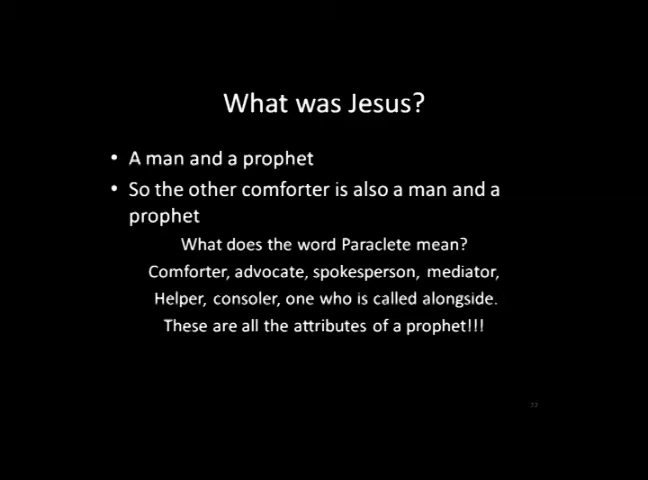 What was Jesus?
• A man and a prophet
• So the other comforter is also a man and a
prophet
What does the word Paraclete mean?
Comforter, advocate, spokesperson, mediator,
Helper, consoler, one who is called alongside.
These are all the attributes of a prophet!!!